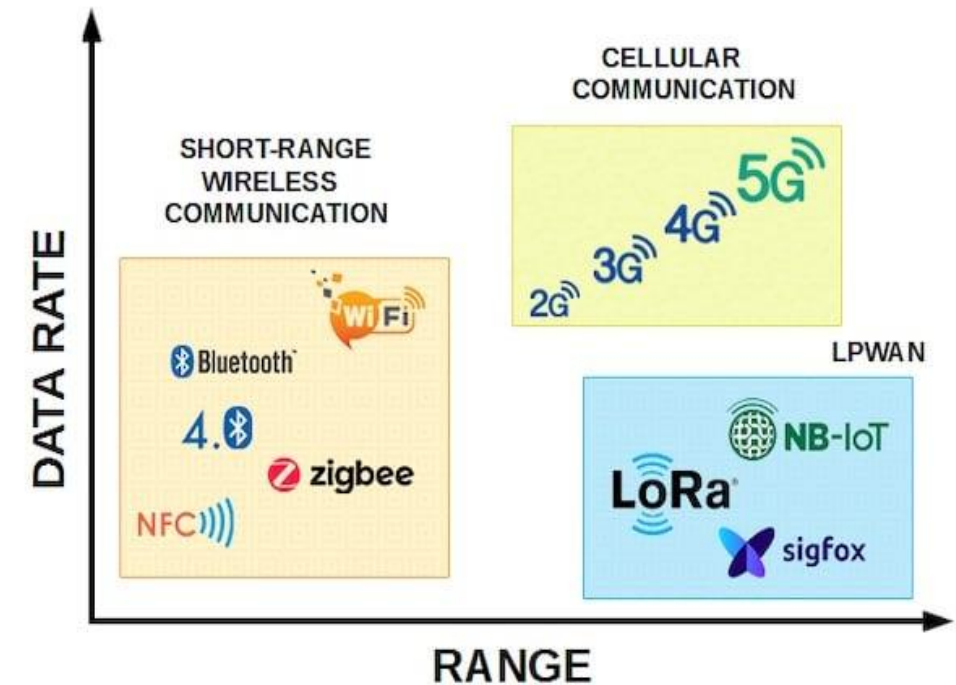 CELLULAR
COMMUNICATION
SHORT-RANGE
WIRELESS
COMMUNICATION
5G
4G
3G
2G
WiFi
Bluetooth
4.0
zigbee
NFC
LPWAN
NB-IoT
LoRa
sigfox
DATA RATE
RANGE